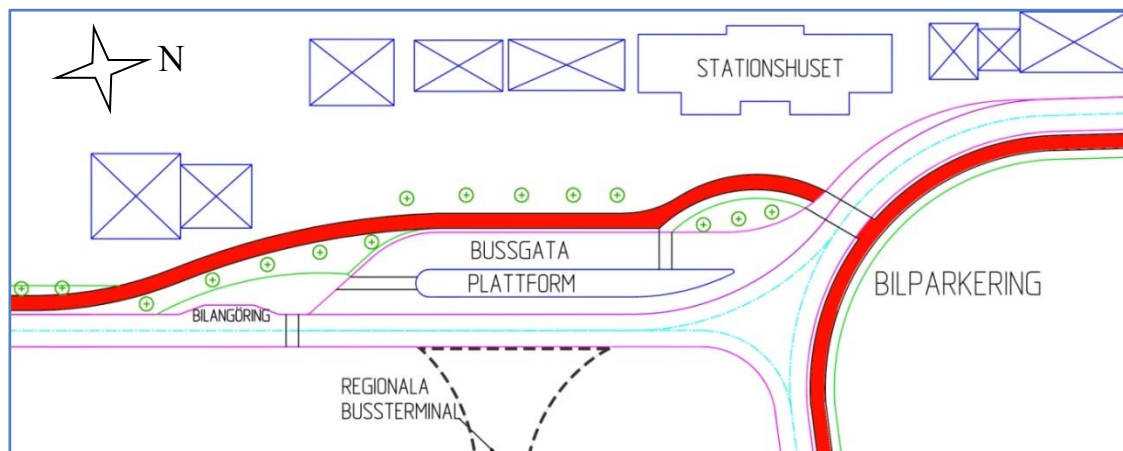 N
STATIONSHUSET
BUSSGATA
PLATTFORM
BILPARKERING
BILANGÖRING
REGIONALA
BUSSTERMINAL